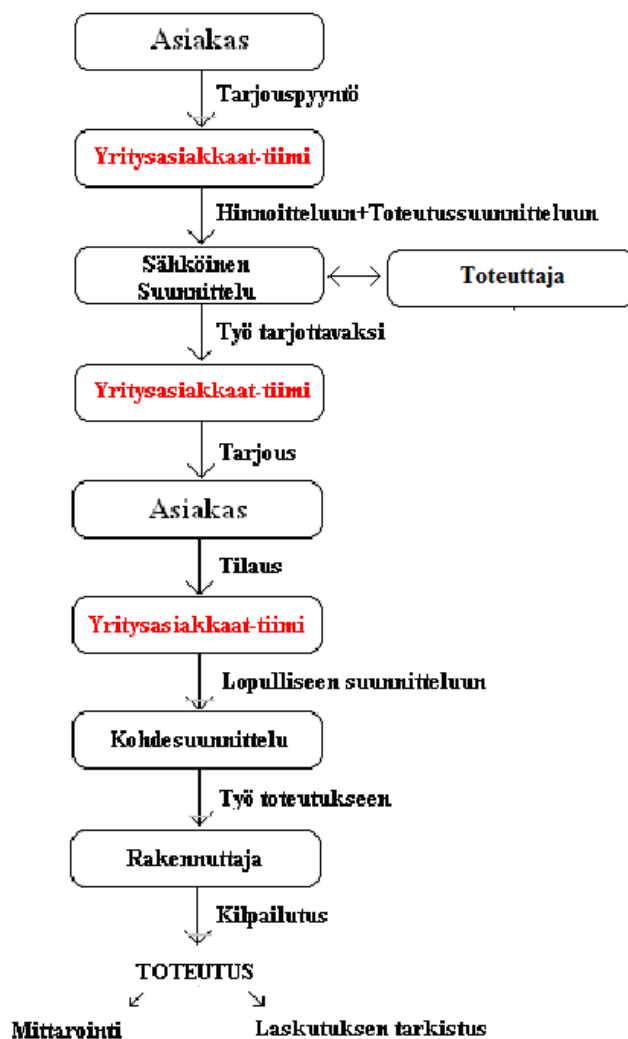 Asiakas
Tarjouspyyntö
Yritysasiakkaat-tiimi
Hinnoitteluun+Toteutussuunnitteluun
Sähköinen
Suunnittelu
Toteuttaja
Työ tarjottavaksi
Yritysasiakkaat-tiimi
Tarjous
Asiakas
Tilaus
Yritysasiakkaat-tiimi
Lopulliseen suunnitteluun
Kohdesuunnittelu
Työ toteutukseen
Rakennuttaja
Kilpailutus
TOTEUTUS
Mittarointi
Laskutuksen tarkistus